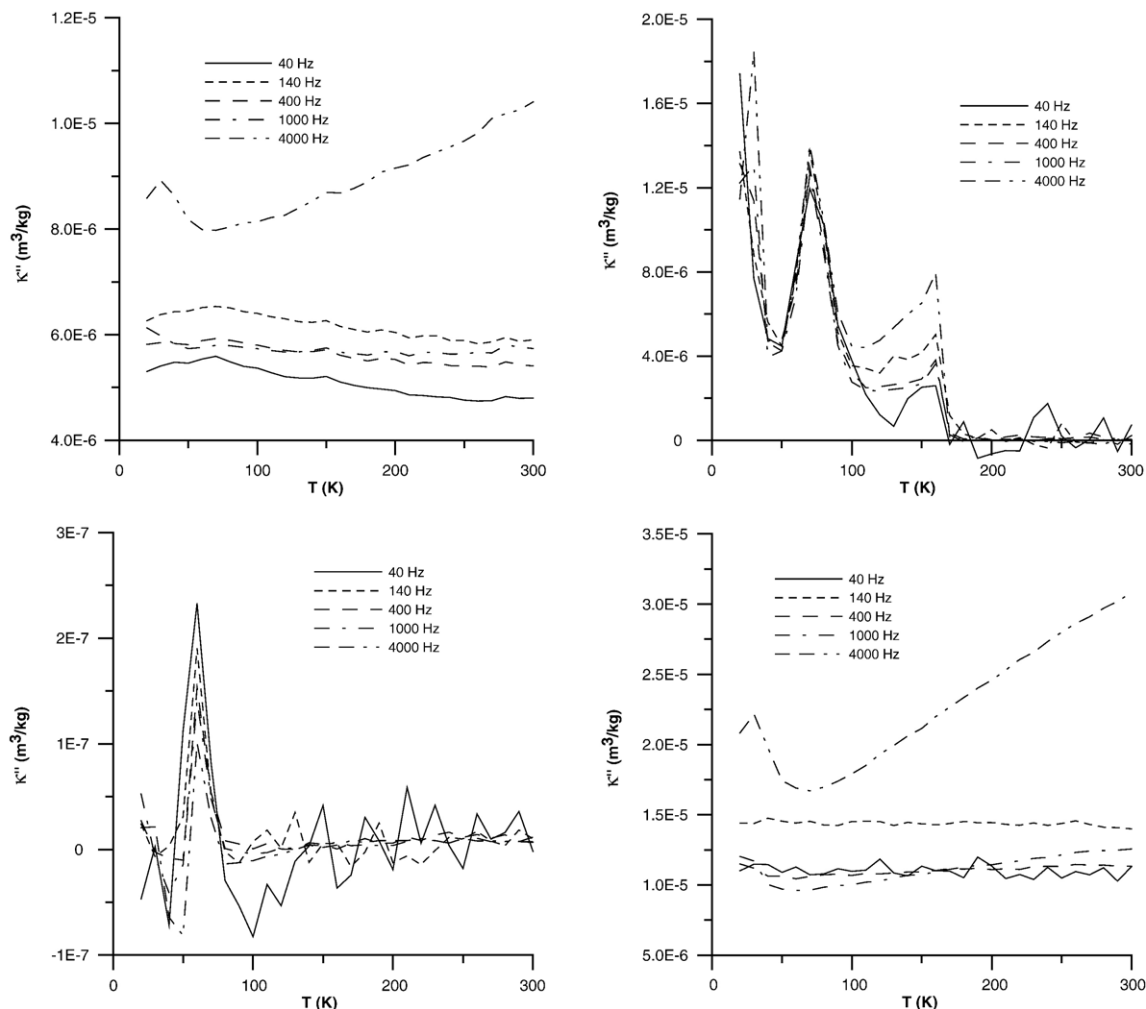 1.2E-5
1.0E-5
8.0E-6
6.0E-6
4.0E-6
κ'' (m³/kg)
40 Hz
140 Hz
400 Hz
1000 Hz
4000 Hz
0 100 200 300
T (K)
2.0E-5
1.6E-5
1.2E-5
8.0E-6
4.0E-6
0
κ'' (m³/kg)
40 Hz
140 Hz
400 Hz
1000 Hz
4000 Hz
0 100 200 300
T (K)
3E-7
2E-7
1E-7
0
-1E-7
κ'' (m³/kg)
40 Hz
140 Hz
400 Hz
1000 Hz
4000 Hz
0 100 200 300
T (K)
3.5E-5
3.0E-5
2.5E-5
2.0E-5
1.5E-5
1.0E-5
5.0E-6
κ'' (m³/kg)
40 Hz
140 Hz
400 Hz
1000 Hz
4000 Hz
0 100 200 300
T (K)